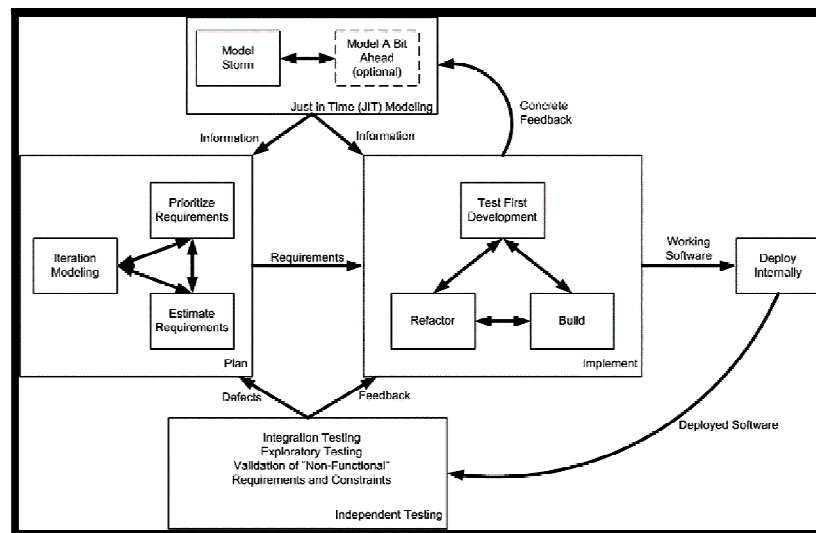 Model
Storm
Model A Bit
Ahead
(optional)
Just in Time (JIT) Modeling
Concrete
Feedback
Information
Information
Prioritize
Requirements
Iteration
Modeling
Estimate
Requirements
Plan
Requirements
Test First
Development
Refactor
Build
Implement
Working
Software
Deploy
Internally
Defects
Feedback
Deployed Software
Integration Testing
Exploratory Testing
Validation of "Non-Functional"
Requirements and Constraints
Independent Testing